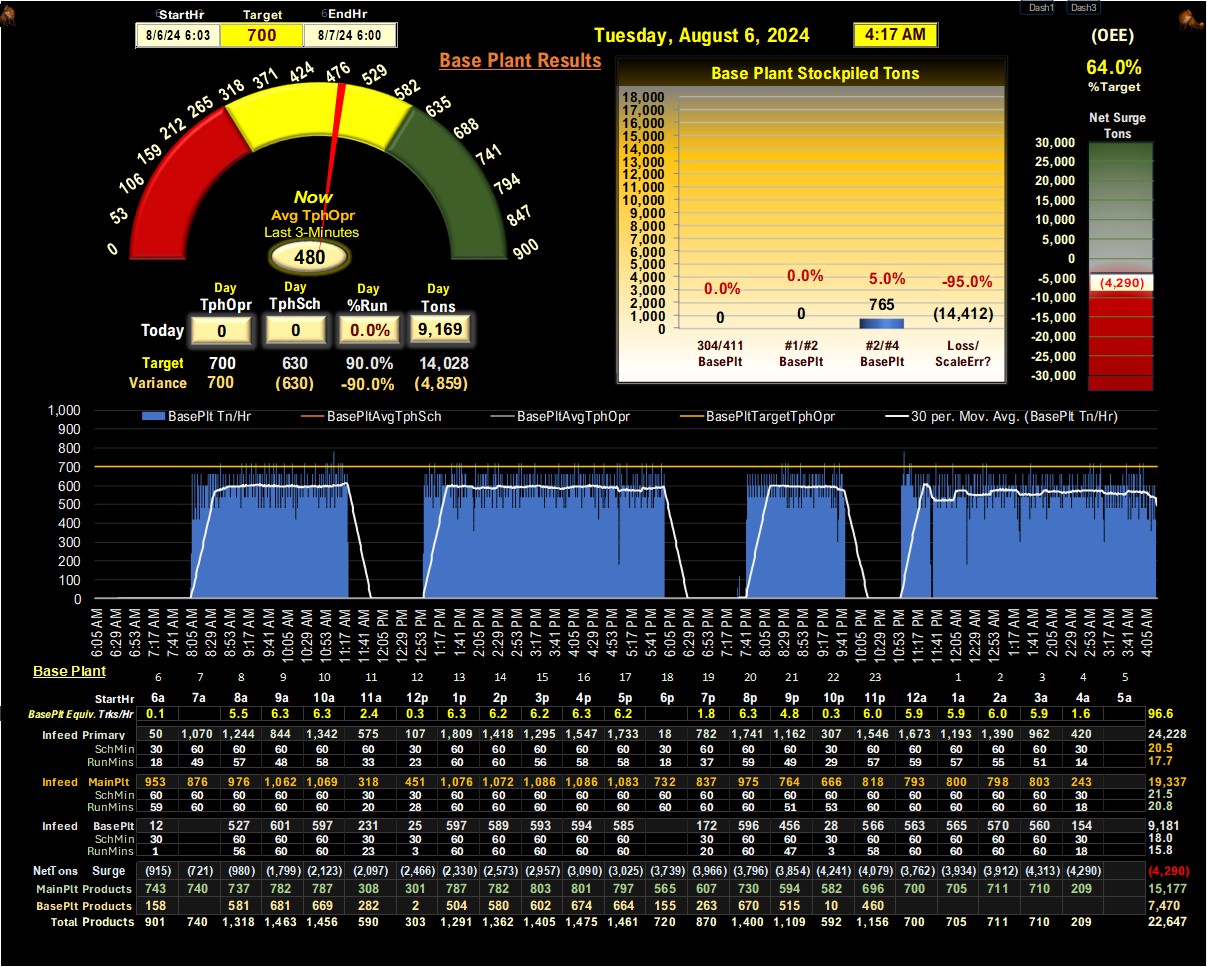 StartHr Target EndHr
8/6/24 6:03 700 8/7/24 6:00
Tuesday, August 6, 2024 4:17 AM
Dash1 Dash3
(OEE)
64.0%
%Target
Base Plant Results
0 53 106 159 212 265 318 371 424 476 529 582 635 688 741 794 847 900
Now
Avg TphOpr
Last 3-Minutes
480
Day Day Day Day
TphOpr TphSch %Run Tons
Today 0 0 0.0% 9,169
Target 700 630 90.0% 14,028
Variance 700 (630) -90.0% (4,859)
Base Plant Stockpiled Tons
18,000
17,000
16,000
15,000
14,000
13,000
12,000
11,000
10,000
9,000
8,000
7,000
6,000
5,000
4,000
3,000
2,000
1,000
0
0.0% 0.0% 5.0% -95.0%
0 0 765 (14,412)
304/411 #1/#2 #2/#4 Loss/
BasePlt BasePlt BasePlt ScaleErr?
Net Surge
Tons
30,000
25,000
20,000
15,000
10,000
5,000
0
-5,000
(4,290)
-10,000
-15,000
-20,000
-25,000
-30,000
BasePlt Tn/Hr BasePltAvgTphSch BasePltAvgTphOpr BasePltTargetTphOpr 30 per. Mov. Avg. (BasePlt Tn/Hr)
1,000
900
800
700
600
500
400
300
200
100
0
6:05 AM 6:29 AM 6:53 AM 7:17 AM 7:41 AM 8:05 AM 8:29 AM 8:53 AM 9:17 AM 9:41 AM 10:05 AM 10:29 AM 10:53 AM 11:17 AM 11:41 AM 12:05 PM 12:29 PM 12:53 PM 1:17 PM 1:41 PM 2:05 PM 2:29 PM 2:53 PM 3:17 PM 3:41 PM 4:05 PM 4:29 PM 4:53 PM 5:17 PM 5:41 PM 6:05 PM 6:29 PM 6:53 PM 7:17 PM 7:41 PM 8:05 PM 8:29 PM 8:53 PM 9:17 PM 9:41 PM 10:05 PM 10:29 PM 10:53 PM 11:17 PM 11:41 PM 12:05 AM 12:29 AM 12:53 AM 1:17 AM 1:41 AM 2:05 AM 2:29 AM 2:53 AM 3:17 AM 3:41 AM 4:05 AM
Base Plant
6 7 8 9 10 11 12 13 14 15 16 17 18 19 20 21 22 23 1 2 3 4 5
StartHr 6a 7a 8a 9a 10a 11a 12p 1p 2p 3p 4p 5p 6p 7p 8p 9p 10p 11p 12a 1a 2a 3a 4a 5a
BasePlt Equiv. Trks/Hr 0.1 5.5 6.3 6.3 2.4 0.3 6.3 6.2 6.2 6.3 6.2 1.8 6.3 4.8 0.3 6.0 5.9 5.9 6.0 5.9 1.6 96.6
Infeed Primary 50 1,070 1,244 844 1,342 575 107 1,809 1,418 1,295 1,547 1,733 18 782 1,741 1,162 307 1,546 1,673 1,193 1,390 962 420 24,228
SchMin 30 60 60 60 60 30 30 60 60 60 60 60 30 60 60 60 30 60 60 60 60 60 30 20.5
RunMins 18 49 57 48 58 33 23 60 60 56 58 58 18 37 59 49 29 57 59 57 55 51 14 17.7
Infeed MainPlt 953 876 976 1,062 1,069 318 451 1,076 1,072 1,086 1,086 1,083 732 837 975 764 666 818 793 800 798 803 243 19,337
SchMin 60 60 60 60 60 30 30 60 60 60 60 60 60 60 60 60 60 60 60 60 60 60 30 21.5
RunMins 59 60 60 60 60 20 28 60 60 60 60 60 60 60 60 51 53 60 60 60 60 60 18 20.8
Infeed BasePlt 12 527 601 597 231 25 597 589 593 594 585 172 596 456 28 566 563 565 570 560 154 9,181
SchMin 30 60 60 60 30 30 60 60 60 60 60 30 60 60 30 60 60 60 60 60 30 18.0
RunMins 1 56 60 60 23 3 60 60 60 60 60 20 60 47 3 58 60 60 60 60 18 15.8
NetTons Surge (915) (721) (980) (1,799) (2,123) (2,097) (2,466) (2,330) (2,573) (2,957) (3,090) (3,025) (3,739) (3,966) (3,796) (3,854) (4,241) (4,079) (3,762) (3,934) (3,912) (4,313) (4,290) (4,290)
MainPlt Products 743 740 737 782 787 308 301 787 782 803 801 797 565 607 730 594 582 696 700 705 711 710 209 15,177
BasePlt Products 158 581 681 669 282 2 504 580 602 674 664 155 263 670 515 10 460 7,470
Total Products 901 740 1,318 1,463 1,456 590 303 1,291 1,362 1,405 1,475 1,461 720 870 1,400 1,109 592 1,156 700 705 711 710 209 22,647